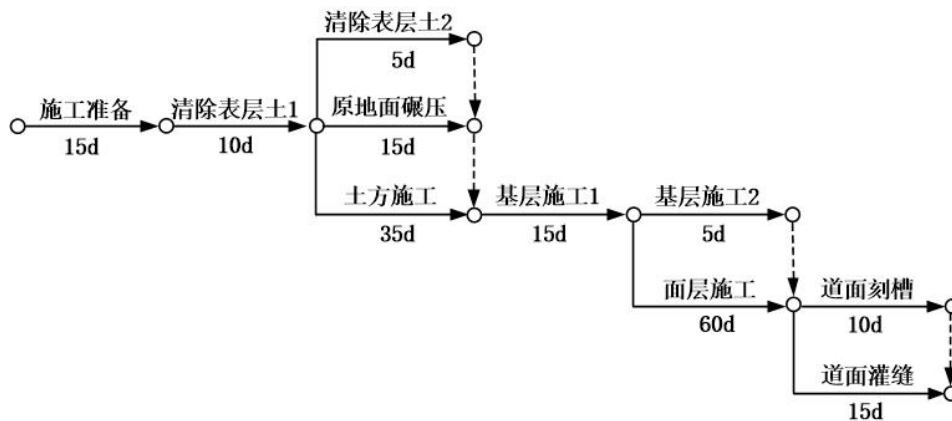 清除表层土2
5d
施工准备
15d
清除表层土1
10d
原地面碾压
15d
土方施工
35d
基层施工1
15d
基层施工2
5d
面层施工
60d
道面刻槽
10d
道面灌缝
15d